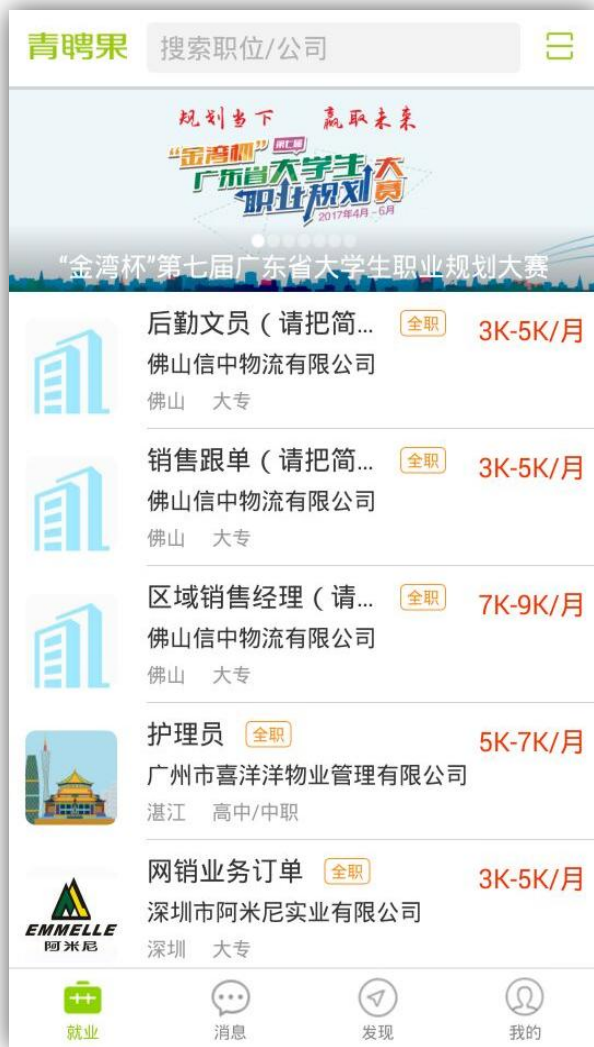 青聘果
搜索职位/公司
规划当下 赢取未来
“金湾杯”第七届
广东省大学生
职业规划大赛
2017年4月-6月
“金湾杯”第七届广东省大学生职业规划大赛
后勤文员（请把简... 全职 3K-5K/月
佛山信中物流有限公司
佛山 大专
销售跟单（请把简... 全职 3K-5K/月
佛山信中物流有限公司
佛山 大专
区域销售经理（请... 全职 7K-9K/月
佛山信中物流有限公司
佛山 大专
护理员 全职 5K-7K/月
广州市喜洋洋物业管理有限公司
湛江 高中/中职
网销业务订单 全职 3K-5K/月
深圳市阿米尼实业有限公司
深圳 大专
EMMELLE
阿米尼
就业 消息 发现 我的